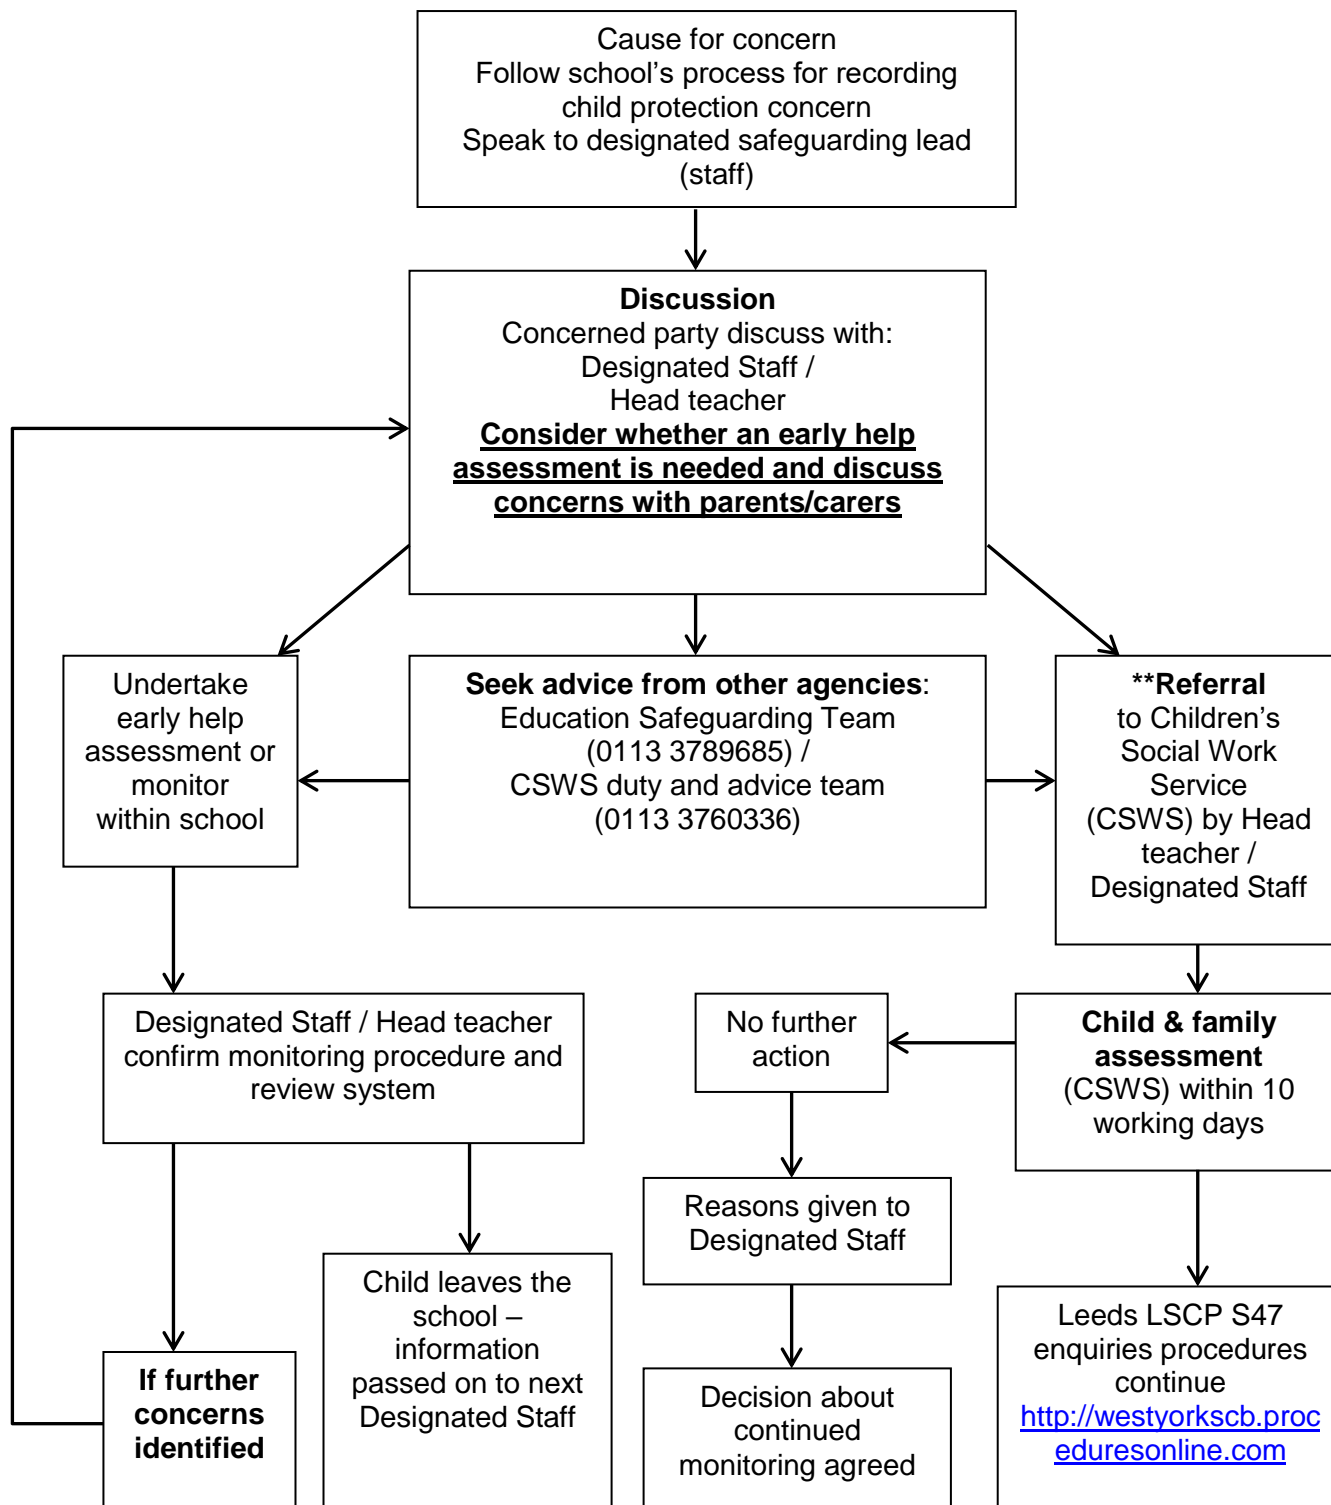 Cause for concern
Follow school’s process for recording
child protection concern
Speak to designated safeguarding lead
(staff)
Discussion
Concerned party discuss with:
Designated Staff /
Head teacher
Consider whether an early help
assessment is needed and discuss
concerns with parents/carers
Undertake
early help
assessment or
monitor
within school
Seek advice from other agencies:
Education Safeguarding Team
(0113 3789685) /
CSWS duty and advice team
(0113 3760336)
**Referral
to Children’s
Social Work
Service
(CSWS) by Head
teacher /
Designated Staff
Designated Staff / Head teacher
confirm monitoring procedure and
review system
No further
action
Child & family
assessment
(CSWS) within 10
working days
Reasons given to
Designated Staff
If further
concerns
identified
Child leaves the
school –
information
passed on to next
Designated Staff
Decision about
continued
monitoring agreed
Leeds LSCP S47
enquiries procedures
continue
http://westyorkscb.proc
eduresonline.com